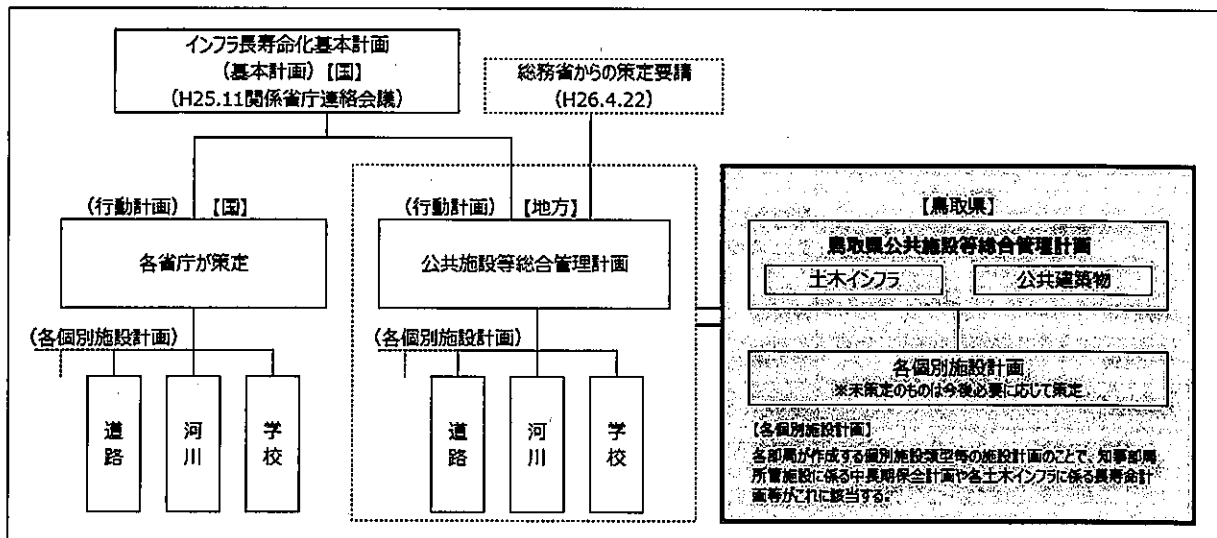 インフラ長寿命化基本計画
(基本計画)【国】
(H25.11関係省庁連絡会議)
総務省からの策定要請
(H26.4.22)
(行動計画) 【国】
各省庁が策定
(各個別施設計画)
道路
河川
学校
(行動計画) 【地方】
公共施設等総合管理計画
(各個別施設計画)
道路
河川
学校
【鳥取県】
鳥取県公共施設等総合管理計画
土木インフラ
公共建築物
各個別施設計画
※未策定のものは今後必要に応じて策定
【各個別施設計画】
各部局が作成する個別施設類型毎の施設計画のことで、知事部局
所管施設に係る中長期保全計画や各土木インフラに係る長寿命計
画等がこれに該当する。